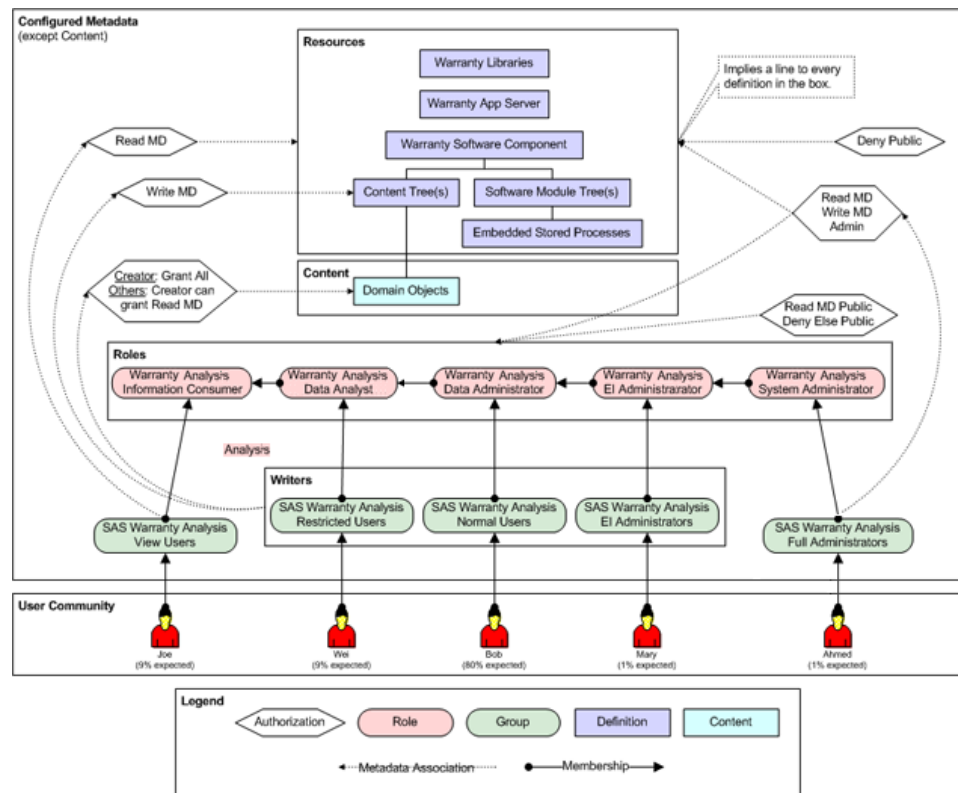 Configured Metadata
(except Content)
Resources
Warranty Libraries
Warranty App Server
Warranty Software Component
Content Tree(s)
Software Module Tree(s)
Embedded Stored Processes
Implies a line to every
definition in the box.
Read MD
Deny Public
Write MD
Read MD
Write MD
Admin
Creator: Grant All
Others: Creator can
grant Read MD
Content
Domain Objects
Read MD Public
Deny Else Public
Roles
Warranty Analysis
Information Consumer
Warranty Analysis
Data Analyst
Warranty Analysis
Data Administrator
Warranty Analysis
EI Administrator
Warranty Analysis
System Administrator
Analysis
Writers
SAS Warranty Analysis
View Users
SAS Warranty Analysis
Restricted Users
SAS Warranty Analysis
Normal Users
SAS Warranty Analysis
EI Administrators
SAS Warranty Analysis
Full Administrators
User Community
Joe
(9% expected)
Wei
(9% expected)
Bob
(80% expected)
Mary
(1% expected)
Ahmed
(1% expected)
Legend
Authorization
Role
Group
Definition
Content
Metadata Association
Membership